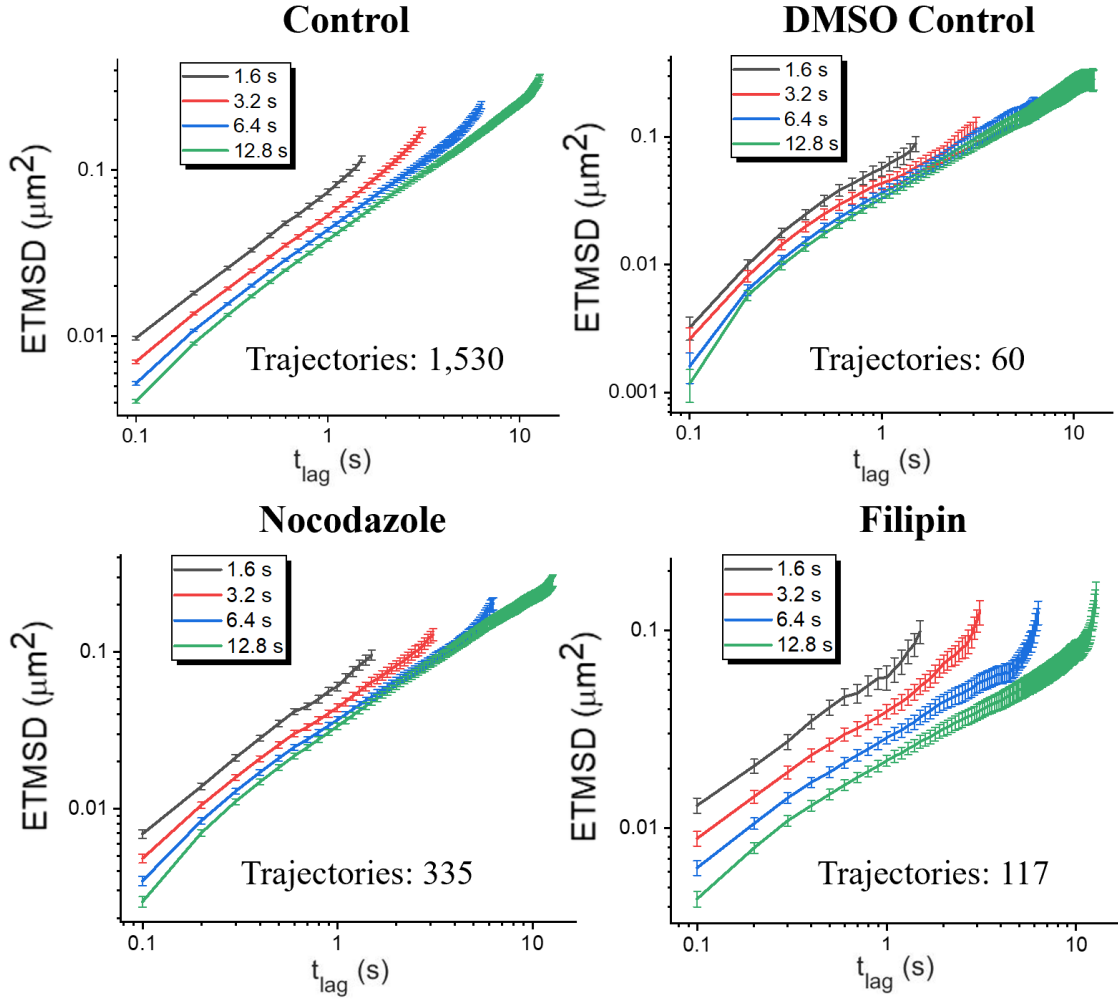 Control
1.6 s
3.2 s
6.4 s
12.8 s
ETMSD (μm²)
0.1
0.01
Trajectories: 1,530
0.1
1
10
t_lag (s)
DMSO Control
1.6 s
3.2 s
6.4 s
12.8 s
ETMSD (μm²)
0.1
0.01
0.001
Trajectories: 60
0.1
1
10
t_lag (s)
Nocodazole
1.6 s
3.2 s
6.4 s
12.8 s
ETMSD (μm²)
0.1
0.01
Trajectories: 335
0.1
1
10
t_lag (s)
Filipin
1.6 s
3.2 s
6.4 s
12.8 s
ETMSD (μm²)
0.1
0.01
Trajectories: 117
0.1
1
10
t_lag (s)